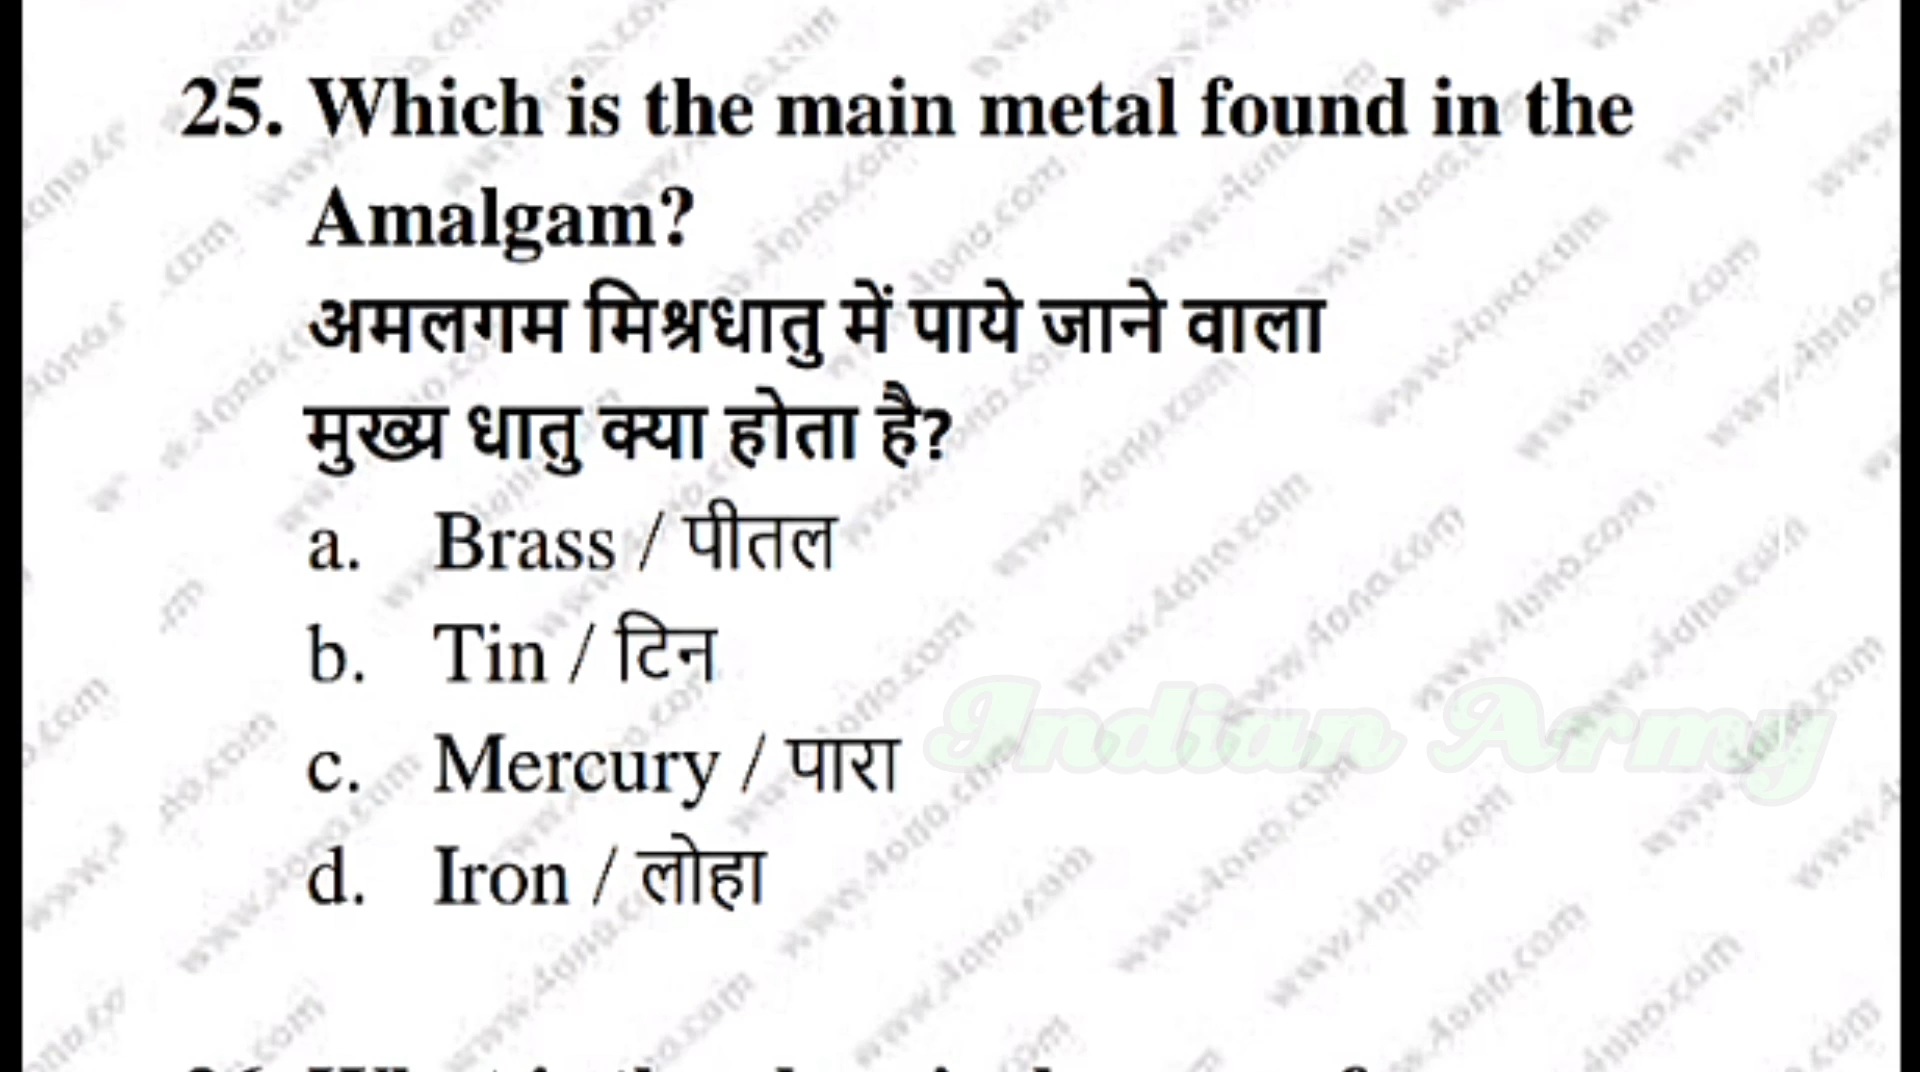 25. Which is the main metal found in the
Amalgam?
अमलगम मिश्रधातु में पाये जाने वाला
मुख्य धातु क्या होता है?
a. Brass / पीतल
b. Tin / टिन
c. Mercury / पारा
Indian Army
d. Iron / लोहा